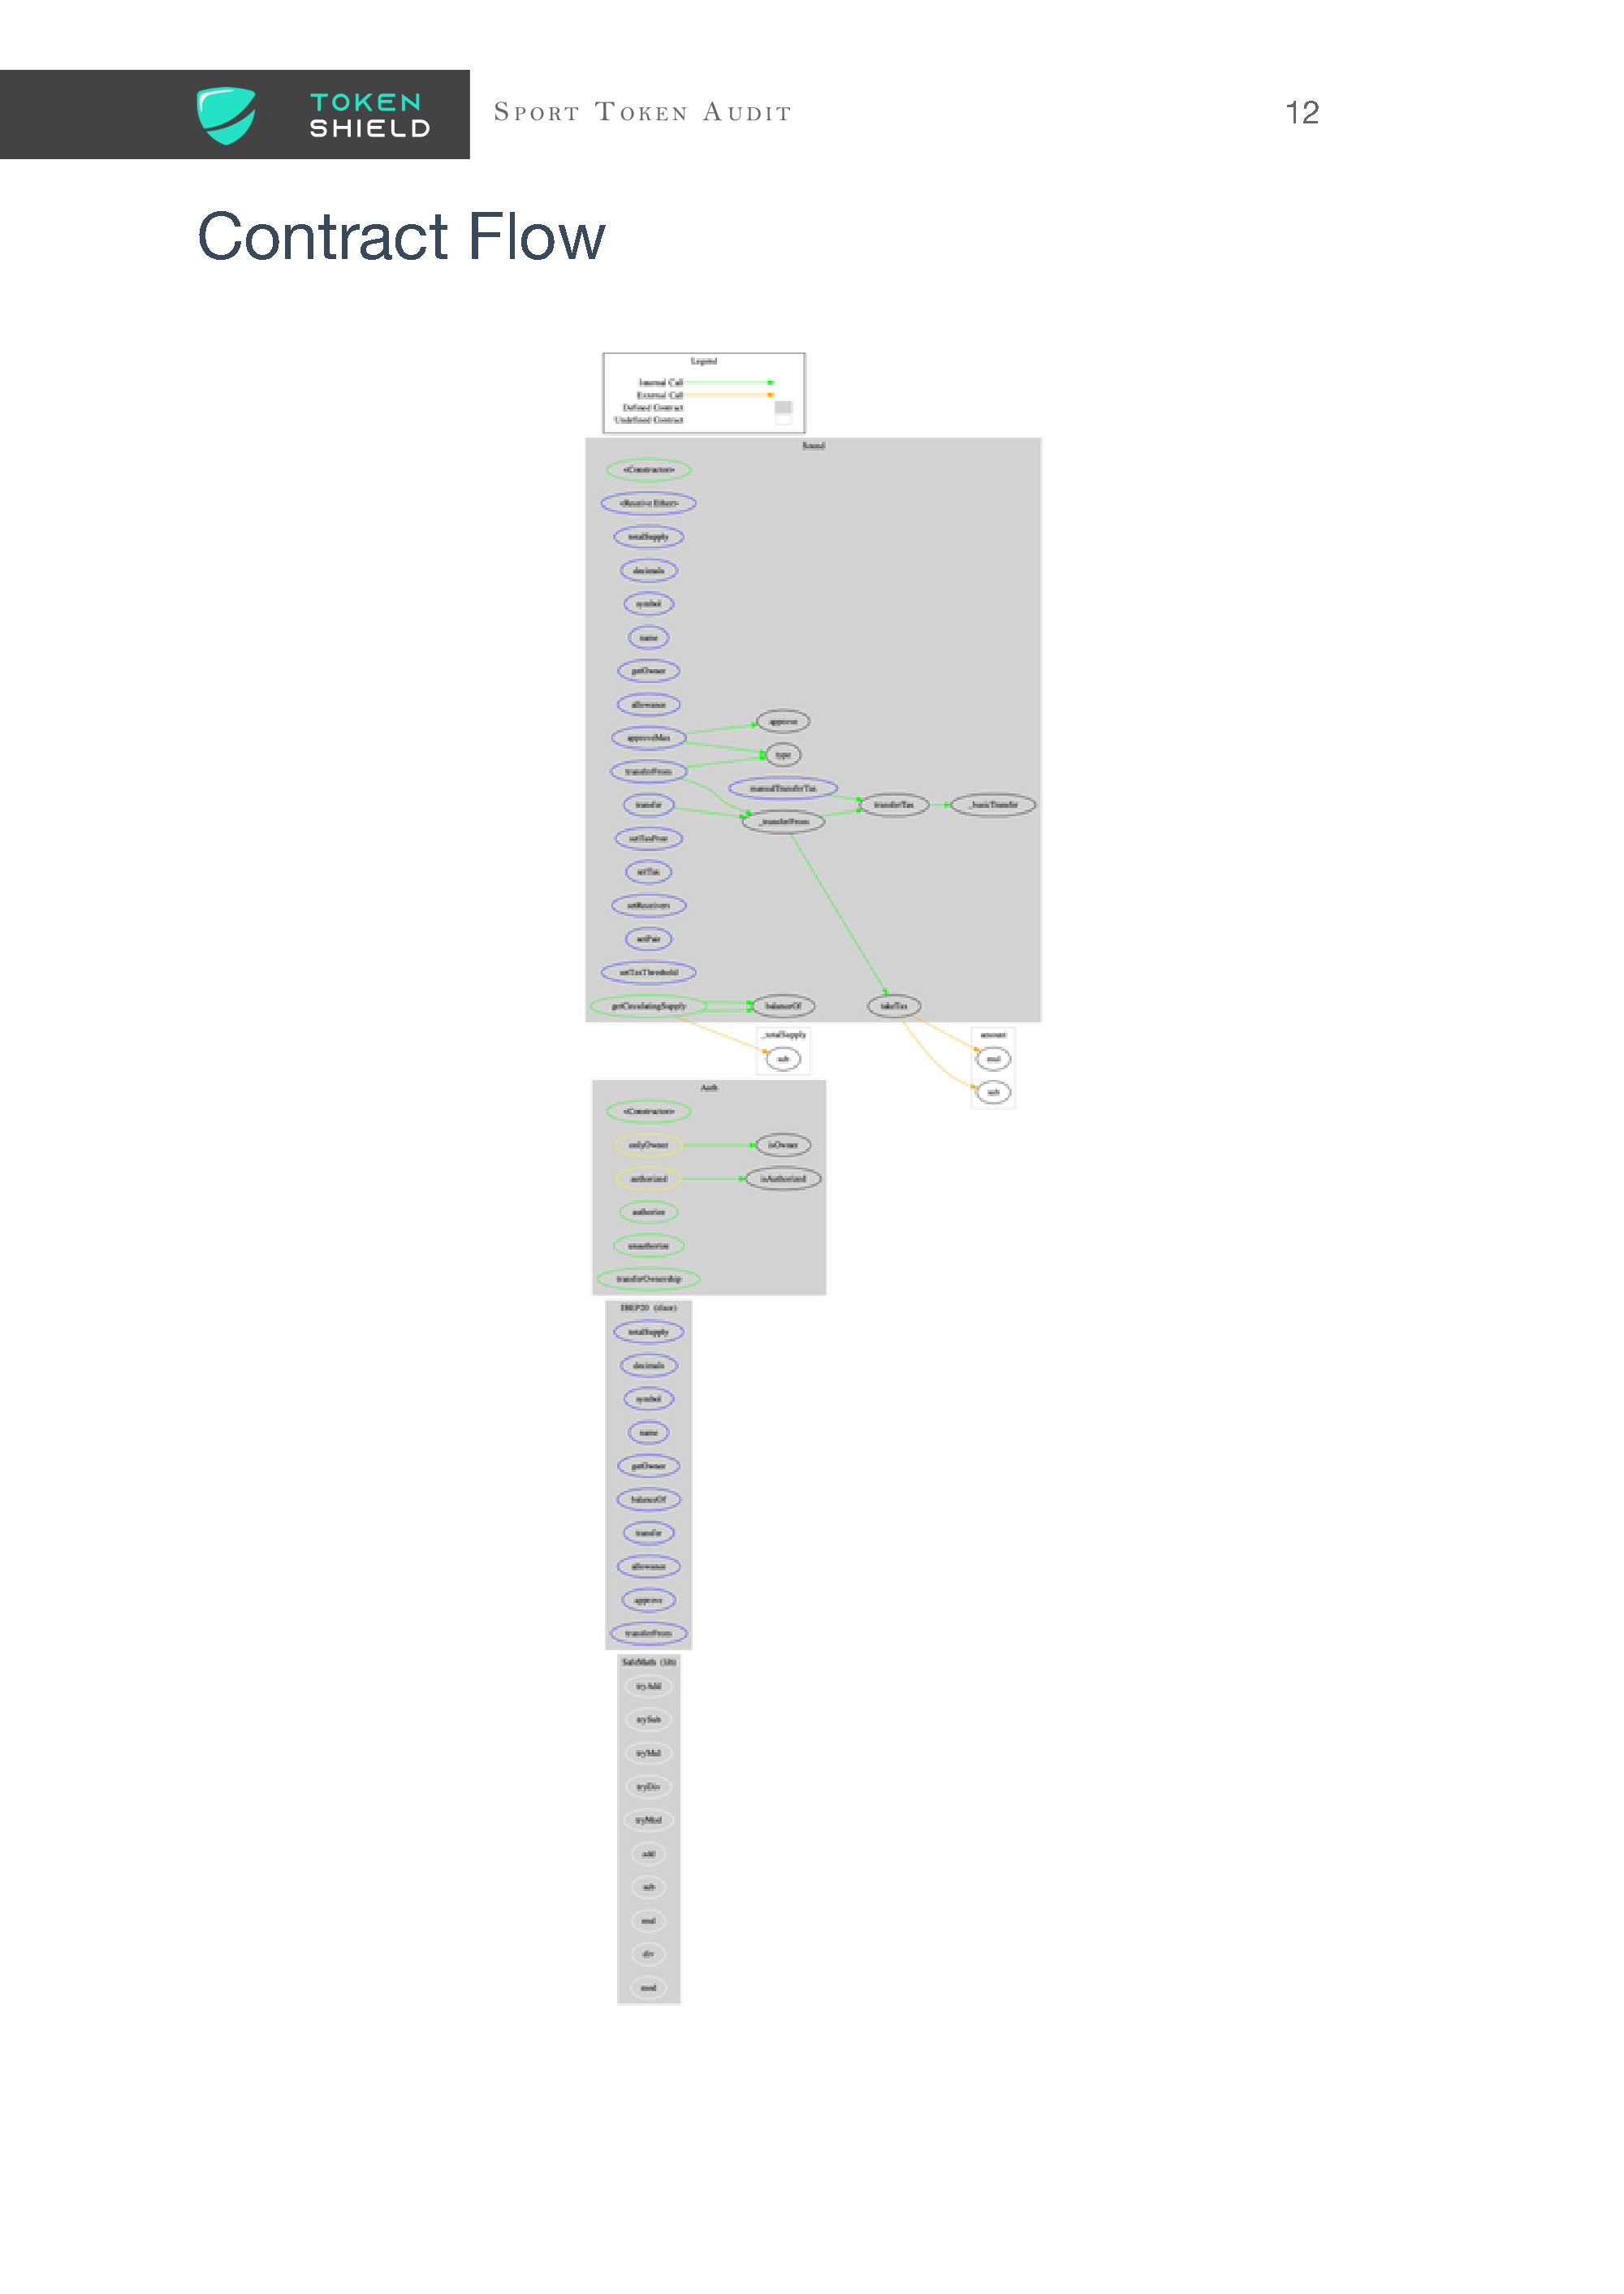 TOKEN
SHIELD
SPORT TOKEN AUDIT
12
Contract Flow
Legend
Internal Call
External Call
Defined Contract
Undefined Contract
Sound
<Constructor>
<Receive Ether>
totalSupply
decimals
symbol
name
getOwner
allowance
approveMax
approve
type
transferFrom
manualTransferTax
transfer
_transferFrom
transferTax
_basicTransfer
setTaxFree
setTax
setReceivers
setPair
setTaxThreshold
getCirculatingSupply
balanceOf
takeTax
_totalSupply
sub
amount
mul
sub
Auth
<Constructor>
onlyOwner
isOwner
authorized
isAuthorized
authorize
unauthorize
transferOwnership
IBEP20 (iface)
totalSupply
decimals
symbol
name
getOwner
balanceOf
transfer
allowance
approve
transferFrom
SafeMath (lib)
tryAdd
trySub
tryMul
tryDiv
tryMod
add
sub
mul
div
mod